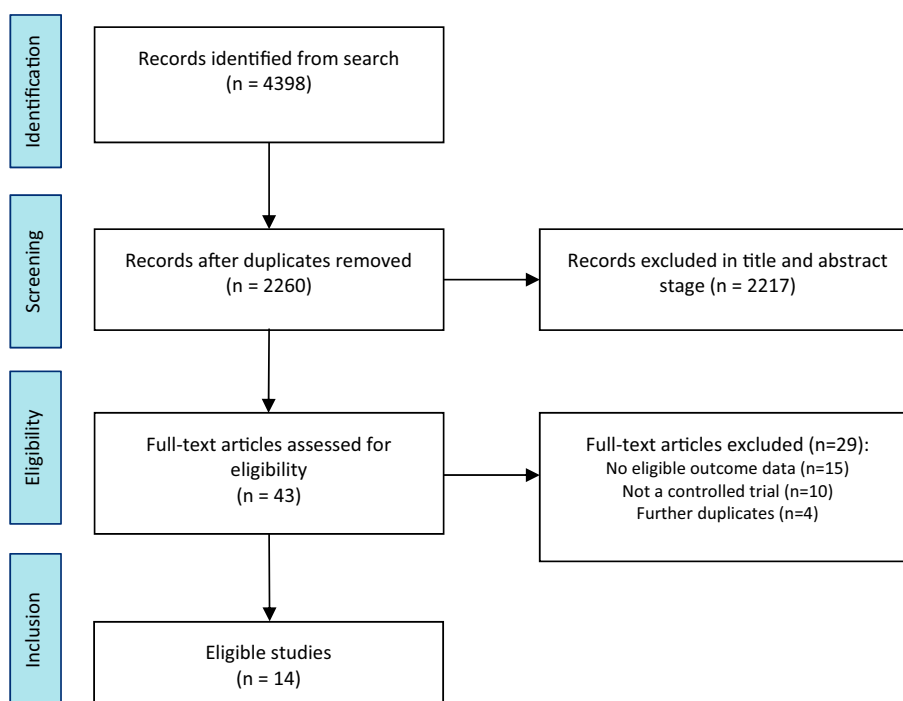 Identification
Records identified from search
(n = 4398)
Screening
Records after duplicates removed
(n = 2260)
Records excluded in title and abstract
stage (n = 2217)
Eligibility
Full-text articles assessed for
eligibility
(n = 43)
Full-text articles excluded (n=29):
No eligible outcome data (n=15)
Not a controlled trial (n=10)
Further duplicates (n=4)
Inclusion
Eligible studies
(n = 14)